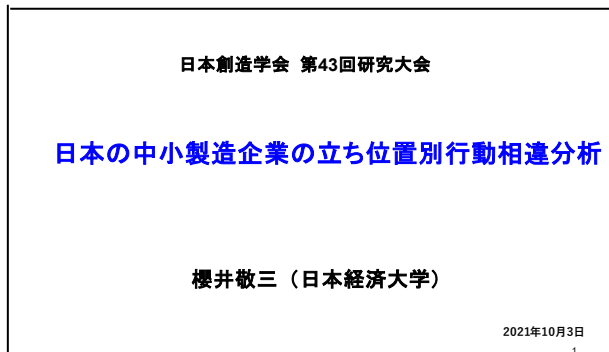 日本創造学会 第43回研究大会
日本の中小製造企業の立ち位置別行動相違分析
櫻井敬三（日本経済大学）
2021年10月3日
1